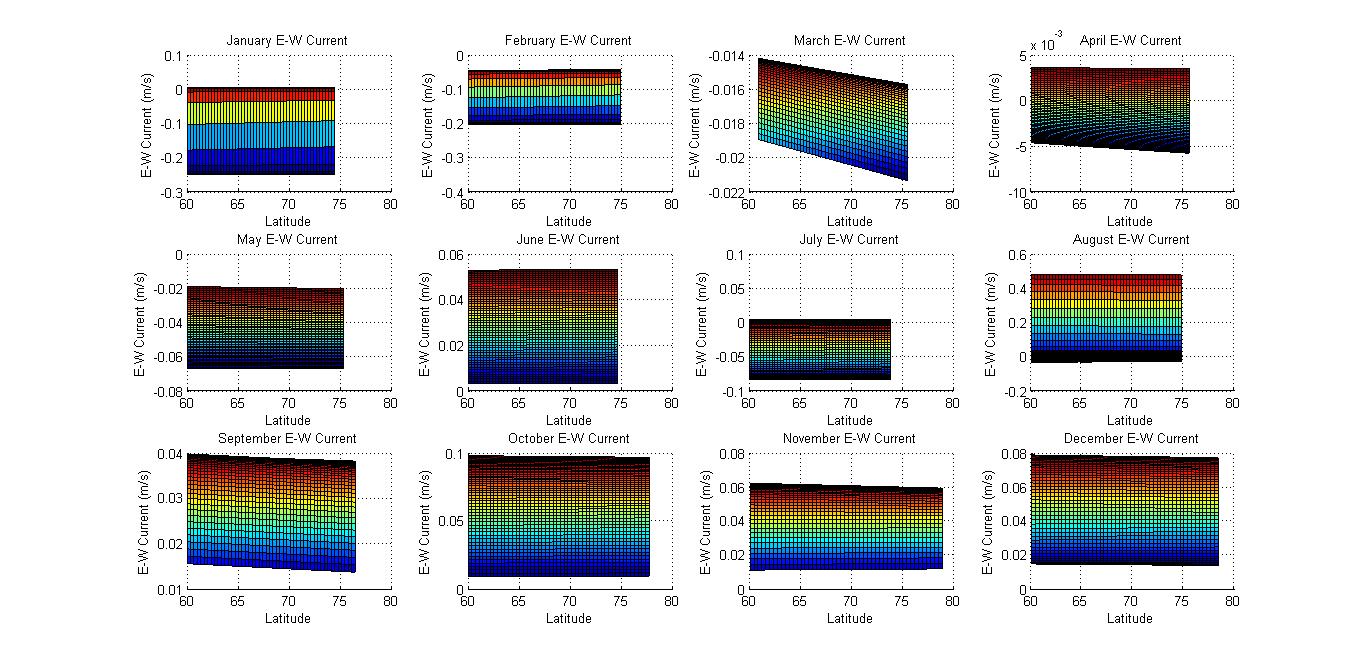 January E-W Current
E-W Current (m/s)
0.1
0
-0.1
-0.2
-0.3
60 65 70 75 80
Latitude
February E-W Current
E-W Current (m/s)
0
-0.1
-0.2
-0.3
-0.4
60 65 70 75 80
Latitude
March E-W Current
E-W Current (m/s)
-0.014
-0.016
-0.018
-0.02
-0.022
60 65 70 75 80
Latitude
x 10^-3
April E-W Current
E-W Current (m/s)
5
0
-5
-10
60 65 70 75 80
Latitude
May E-W Current
E-W Current (m/s)
0
-0.02
-0.04
-0.06
-0.08
60 65 70 75 80
Latitude
June E-W Current
E-W Current (m/s)
0.06
0.04
0.02
0
60 65 70 75 80
Latitude
July E-W Current
E-W Current (m/s)
0.1
0.05
0
-0.05
-0.1
60 65 70 75 80
Latitude
August E-W Current
E-W Current (m/s)
0.6
0.4
0.2
0
-0.2
60 65 70 75 80
Latitude
September E-W Current
E-W Current (m/s)
0.04
0.03
0.02
0.01
60 65 70 75 80
Latitude
October E-W Current
E-W Current (m/s)
0.1
0.05
0
60 65 70 75 80
Latitude
November E-W Current
E-W Current (m/s)
0.08
0.06
0.04
0.02
0
60 65 70 75 80
Latitude
December E-W Current
E-W Current (m/s)
0.08
0.06
0.04
0.02
0
60 65 70 75 80
Latitude